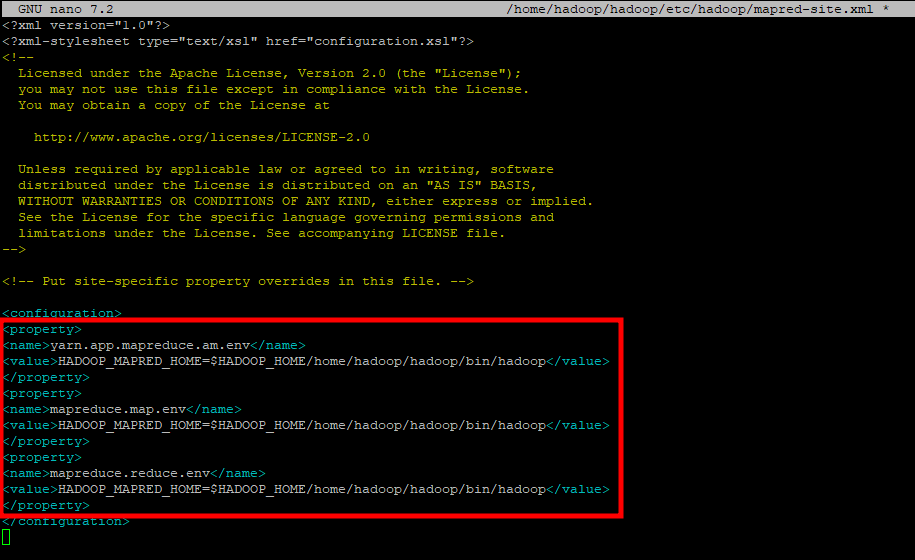 GNU nano 7.2 /home/hadoop/hadoop/etc/hadoop/mapred-site.xml *
<?xml version="1.0"?>
<?xml-stylesheet type="text/xsl" href="configuration.xsl"?>
<!--
  Licensed under the Apache License, Version 2.0 (the "License");
  you may not use this file except in compliance with the License.
  You may obtain a copy of the License at

    http://www.apache.org/licenses/LICENSE-2.0

  Unless required by applicable law or agreed to in writing, software
  distributed under the License is distributed on an "AS IS" BASIS,
  WITHOUT WARRANTIES OR CONDITIONS OF ANY KIND, either express or implied.
  See the License for the specific language governing permissions and
  limitations under the License. See accompanying LICENSE file.
-->

<!-- Put site-specific property overrides in this file. -->

<configuration>
<property>
<name>yarn.app.mapreduce.am.env</name>
<value>HADOOP_MAPRED_HOME=$HADOOP_HOME/home/hadoop/hadoop/bin/hadoop</value>
</property>
<property>
<name>mapreduce.map.env</name>
<value>HADOOP_MAPRED_HOME=$HADOOP_HOME/home/hadoop/hadoop/bin/hadoop</value>
</property>
<property>
<name>mapreduce.reduce.env</name>
<value>HADOOP_MAPRED_HOME=$HADOOP_HOME/home/hadoop/hadoop/bin/hadoop</value>
</property>
</configuration>